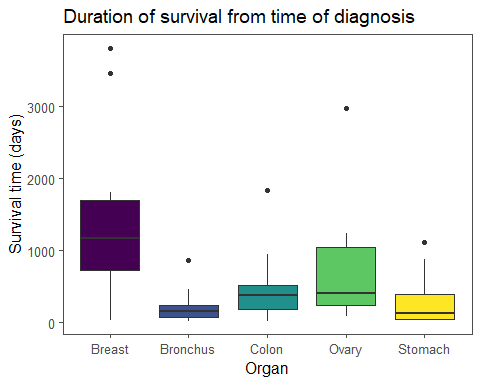 Duration of survival from time of diagnosis
Survival time (days)
3000
2000
1000
0
Breast Bronchus Colon Ovary Stomach
Organ